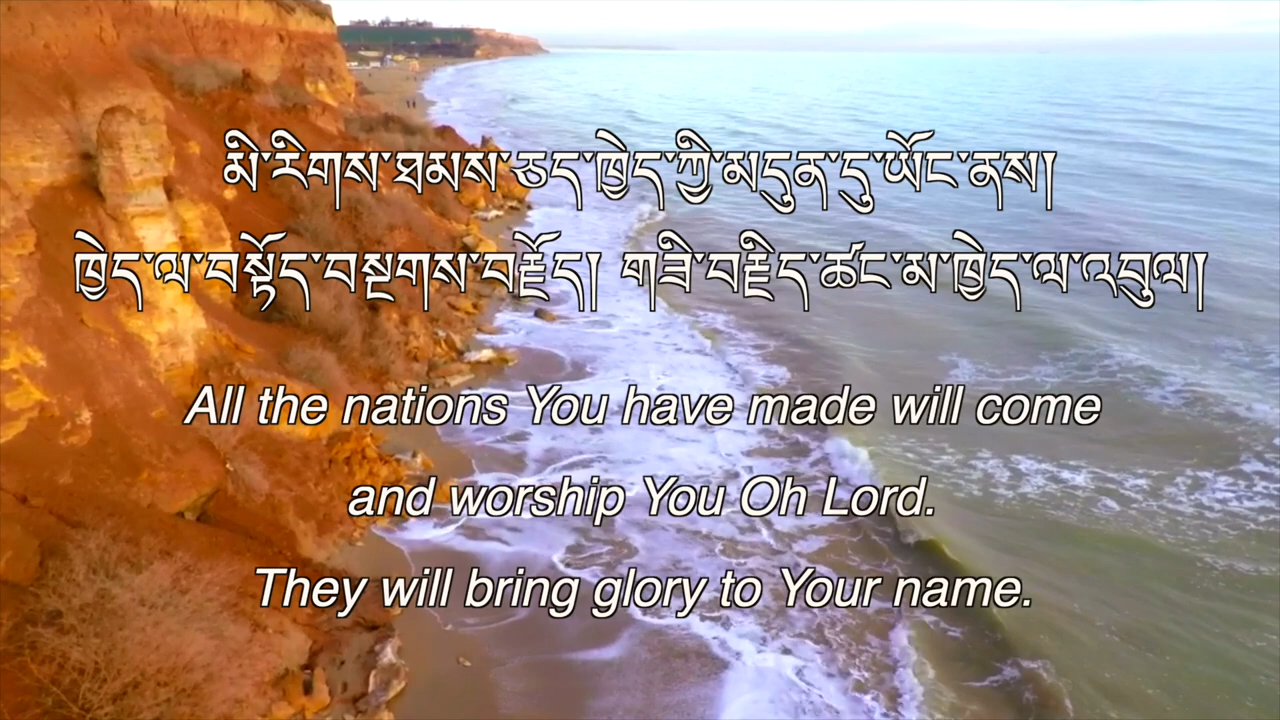 མི་རིགས་ཐམས་ཅད་ཁྱེད་ཀྱི་མདུན་དུ་ཡོང་ནས།
ཁྱེད་ལ་བསྟོད་བསྔགས་བརྗོད། གཟི་བརྗིད་ཚང་མ་ཁྱེད་ལ་འབུལ།
All the nations You have made will come
and worship You Oh Lord.
They will bring glory to Your name.